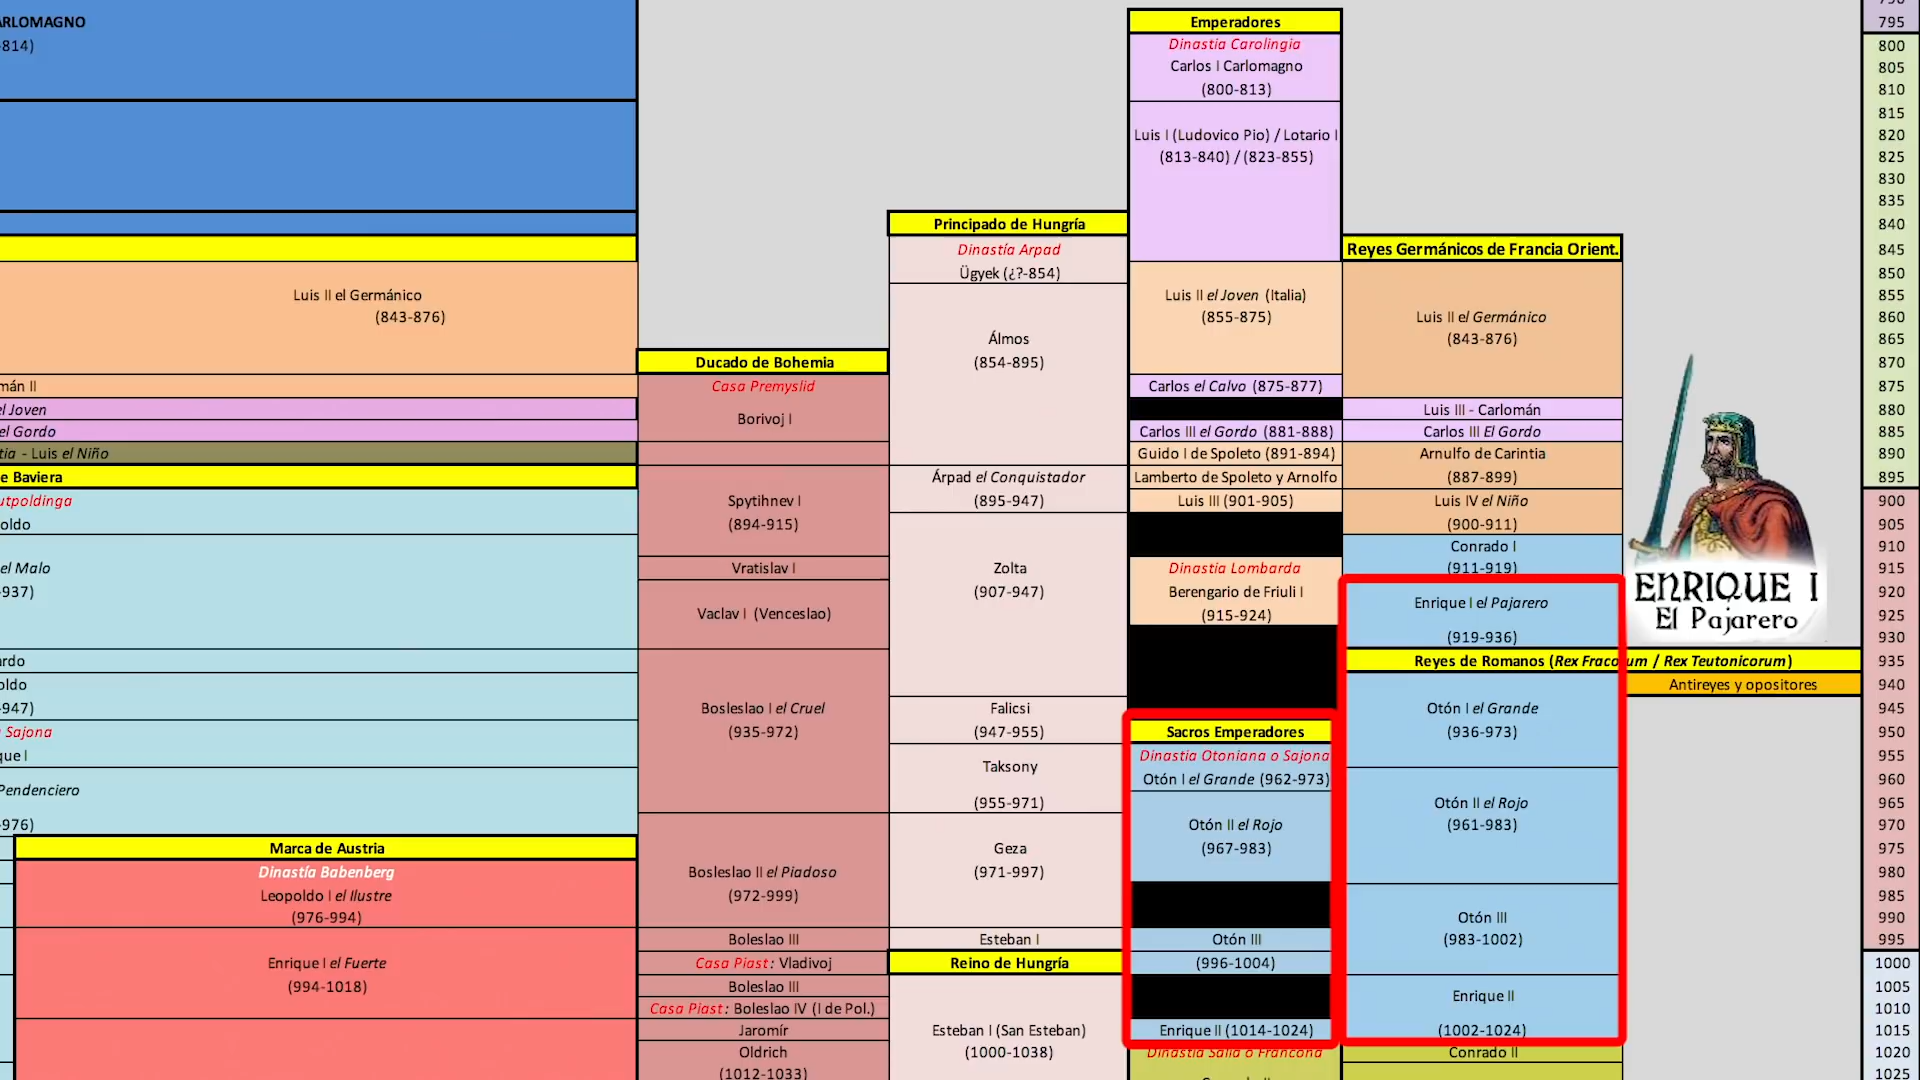 ARLOMAGNO
-814)
Luis II el Germánico
(843-876)
mán II
el Joven
el Gordo
tia - Luis el Niño
e Baviera
utpoldinga
oldo
el Malo
-937)
ardo
oldo
-947)
Sajona
que I
Pendenciero
-976)
Marca de Austria
Dinastía Babenberg
Leopoldo I el Ilustre
(976-994)
Enrique I el Fuerte
(994-1018)
Ducado de Bohemia
Casa Premyslid
Borivoj I
Spytihnev I
(894-915)
Vratislav I
Vaclav I (Venceslao)
Bosleslao I el Cruel
(935-972)
Bosleslao II el Piadoso
(972-999)
Boleslao III
Casa Piast: Vladivoj
Boleslao III
Casa Piast: Boleslao IV (I de Pol.)
Jaromír
Oldrich
(1012-1033)
Principado de Hungría
Dinastía Arpad
Ügyek (¿?-854)
Álmos
(854-895)
Árpad el Conquistador
(895-947)
Zolta
(907-947)
Falicsi
(947-955)
Taksony
(955-971)
Geza
(971-997)
Esteban I
Reino de Hungría
Esteban I (San Esteban)
(1000-1038)
Emperadores
Dinastia Carolingia
Carlos I Carlomagno
(800-813)
Luis I (Ludovico Pio) / Lotario I
(813-840) / (823-855)
Luis II el Joven (Italia)
(855-875)
Carlos el Calvo (875-877)
Carlos III el Gordo (881-888)
Guido I de Spoleto (891-894)
Lamberto de Spoleto y Arnolfo
Luis III (901-905)
Dinastia Lombarda
Berengario de Friuli I
(915-924)
Sacros Emperadores
Dinastia Otoniana o Sajona
Otón I el Grande (962-973)
Otón II el Rojo
(967-983)
Otón III
(996-1004)
Enrique II (1014-1024)
Dinastia Salia o Francona
Reyes Germánicos de Francia Orient.
Luis II el Germánico
(843-876)
Luis III - Carlomán
Carlos III El Gordo
Arnulfo de Carintia
(887-899)
Luis IV el Niño
(900-911)
Conrado I
(911-919)
Enrique I el Pajarero
(919-936)
Reyes de Romanos (Rex Fracorum / Rex Teutonicorum)
Antireyes y opositores
Otón I el Grande
(936-973)
Otón II el Rojo
(961-983)
Otón III
(983-1002)
Enrique II
(1002-1024)
Conrado II
ENRIQUE I
El Pajarero
795
800
805
810
815
820
825
830
835
840
845
850
855
860
865
870
875
880
885
890
895
900
905
910
915
920
925
930
935
940
945
950
955
960
965
970
975
980
985
990
995
1000
1005
1010
1015
1020
1025